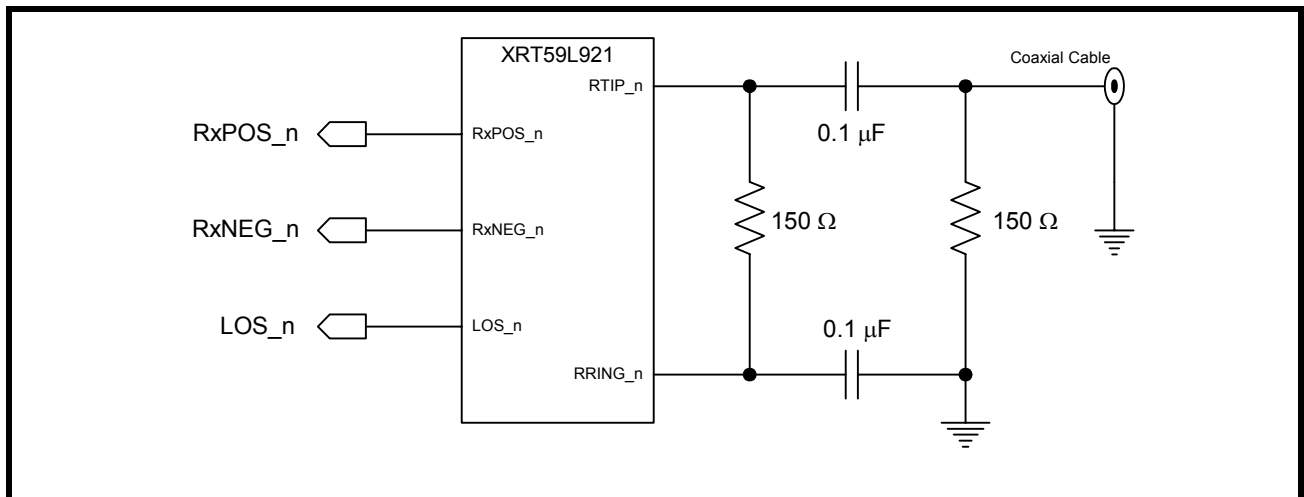 XRT59L921
Coaxial Cable
RTIP_n
RxPOS_n
RxPOS_n
0.1 μF
RxNEG_n
RxNEG_n
150 Ω
150 Ω
LOS_n
LOS_n
0.1 μF
RRING_n